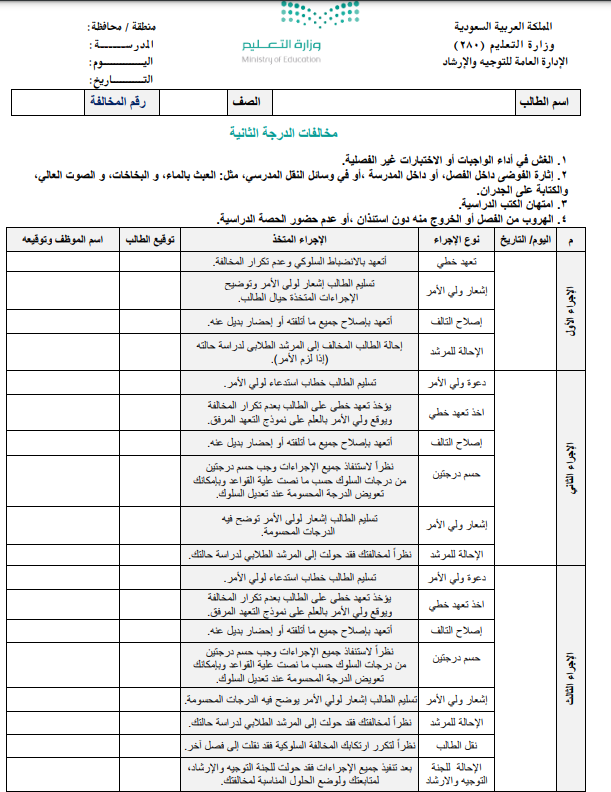 المملكة العربية السعودية
وزارة التعليم (٢٨٠)
الإدارة العامة للتوجيه والإرشاد
وزارة التعليم
Ministry of Education
منطقة / محافظة:
المدرســـــــة:
اليـــــــــوم:
التـــــــاريخ:
اسم الطالب
الصف
رقم المخالفة
مخالفات الدرجة الثانية
١. الغش في أداء الواجبات أو الاختبارات غير الفصلية.
٢. إثارة الفوضى داخل الفصل، أو داخل المدرسة ،أو في وسائل النقل المدرسي، مثل: العبث بالماء، و البخاخات، و الصوت العالي، والكتابة على الجدران.
٣. امتهان الكتب الدراسية.
٤. الهروب من الفصل أو الخروج منه دون استئذان ،أو عدم حضور الحصة الدراسية.
م
اليوم/ التاريخ
نوع الإجراء
الإجراء المتخذ
توقيع الطالب
اسم الموظف وتوقيعه
الإجراء الأول
تعهد خطي
أتعهد بالانضباط السلوكي وعدم تكرار المخالفة.
إشعار ولي الأمر
تسليم الطالب إشعار لولى الأمر وتوضيح
الإجراءات المتخذة حيال الطالب.
إصلاح التالف
أتعهد بإصلاح جميع ما أتلفته أو إحضار بديل عنه.
الإحالة للمرشد
إحالة الطالب المخالف إلى المرشد الطلابى لدراسة حالته
(إذا لزم الأمر).
الإجراء الثاني
دعوة ولي الأمر
تسليم الطالب خطاب استدعاء لولي الأمر.
اخذ تعهد خطي
يؤخذ تعهد خطى على الطالب بعدم تكرار المخالفة
ويوقع ولي الأمر بالعلم على نموذج التعهد المرفق.
إصلاح التالف
أتعهد بإصلاح جميع ما أتلفته أو إحضار بديل عنه.
حسم درجتين
نظراً لاستنفاذ جميع الإجراءات وجب حسم درجتين
من درجات السلوك حسب ما نصت علية القواعد وبإمكانك
تعويض الدرجة المحسومة عند تعديل السلوك.
إشعار ولي الأمر
تسليم الطالب إشعار لولى الأمر توضح فيه
الدرجات المحسومة.
الإحالة للمرشد
نظراً لمخالفتك فقد حولت إلى المرشد الطلابي لدراسة حالتك.
الإجراء الثالث
دعوة ولي الأمر
تسليم الطالب خطاب استدعاء لولي الأمر.
اخذ تعهد خطي
يؤخذ تعهد خطى على الطالب بعدم تكرار المخالفة
ويوقع ولي الأمر بالعلم على نموذج التعهد المرفق.
إصلاح التالف
أتعهد بإصلاح جميع ما أتلفته أو إحضار بديل عنه.
حسم درجتين
نظراً لاستنفاذ جميع الإجراءات وجب حسم درجتين
من درجات السلوك حسب ما نصت علية القواعد وبإمكانك
تعويض الدرجة المحسومة عند تعديل السلوك.
إشعار ولي الأمر
تسليم الطالب إشعار لولي الأمر يوضح فيه الدرجات المحسومة.
الإحالة للمرشد
نظراً لمخالفتك فقد حولت إلى المرشد الطلابي لدراسة حالتك.
نقل الطالب
نظراً لتكرر ارتكابك المخالفة السلوكية فقد نقلت إلى فصل آخر.
الإحالة للجنة
التوجيه والارشاد
بعد تنفيذ جميع الإجراءات فقد حولت للجنة التوجيه والإرشاد،
لمتابعتك ولوضع الحلول المناسبة لمخالفتك.